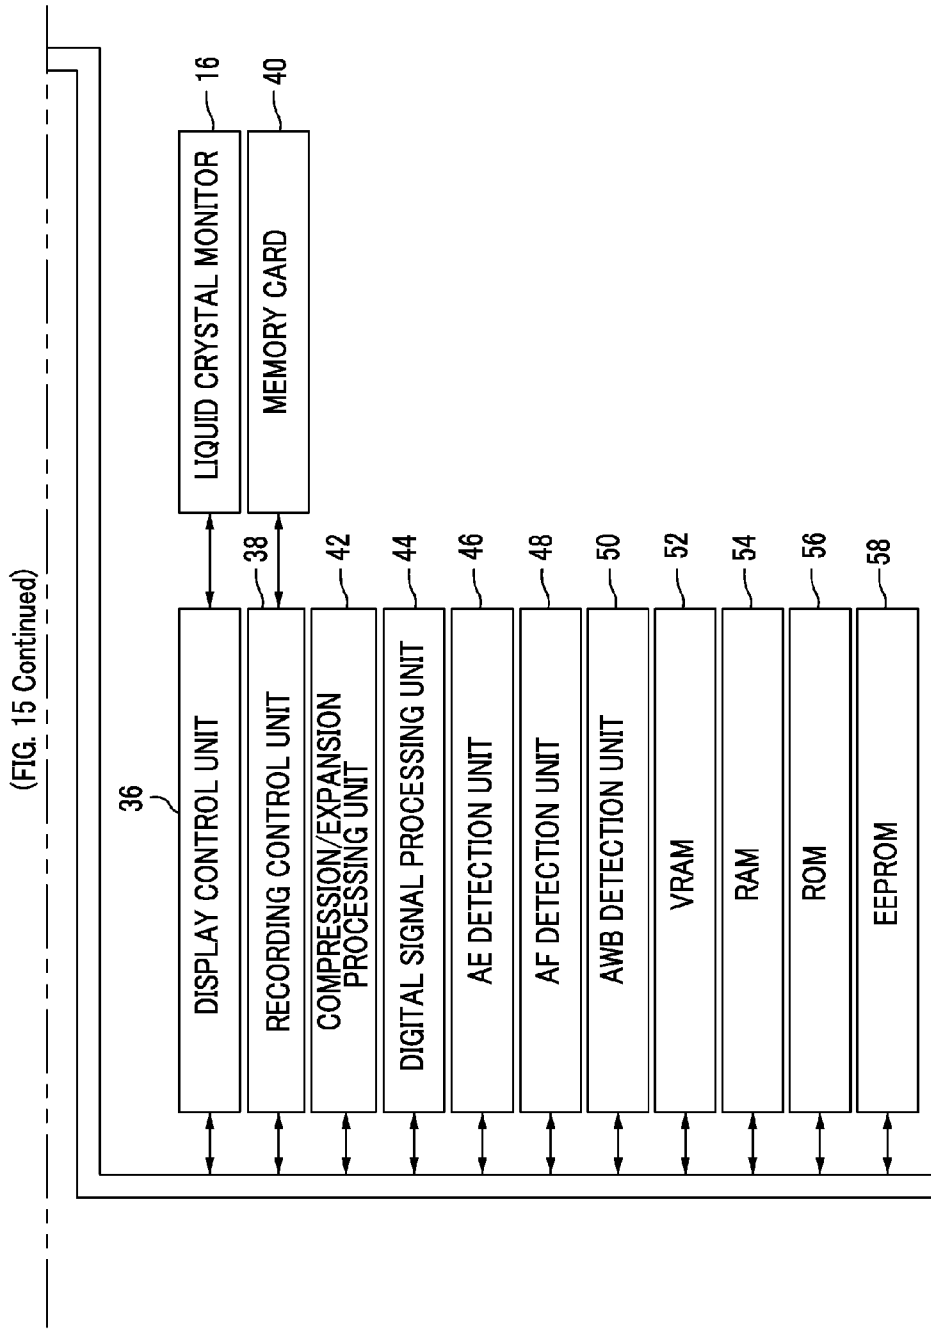 (FIG. 15 Continued)
36
DISPLAY CONTROL UNIT
LIQUID CRYSTAL MONITOR
16
RECORDING CONTROL UNIT
38
MEMORY CARD
40
COMPRESSION/EXPANSION
PROCESSING UNIT
42
DIGITAL SIGNAL PROCESSING UNIT
44
AE DETECTION UNIT
46
AF DETECTION UNIT
48
AWB DETECTION UNIT
50
VRAM
52
RAM
54
ROM
56
EEPROM
58